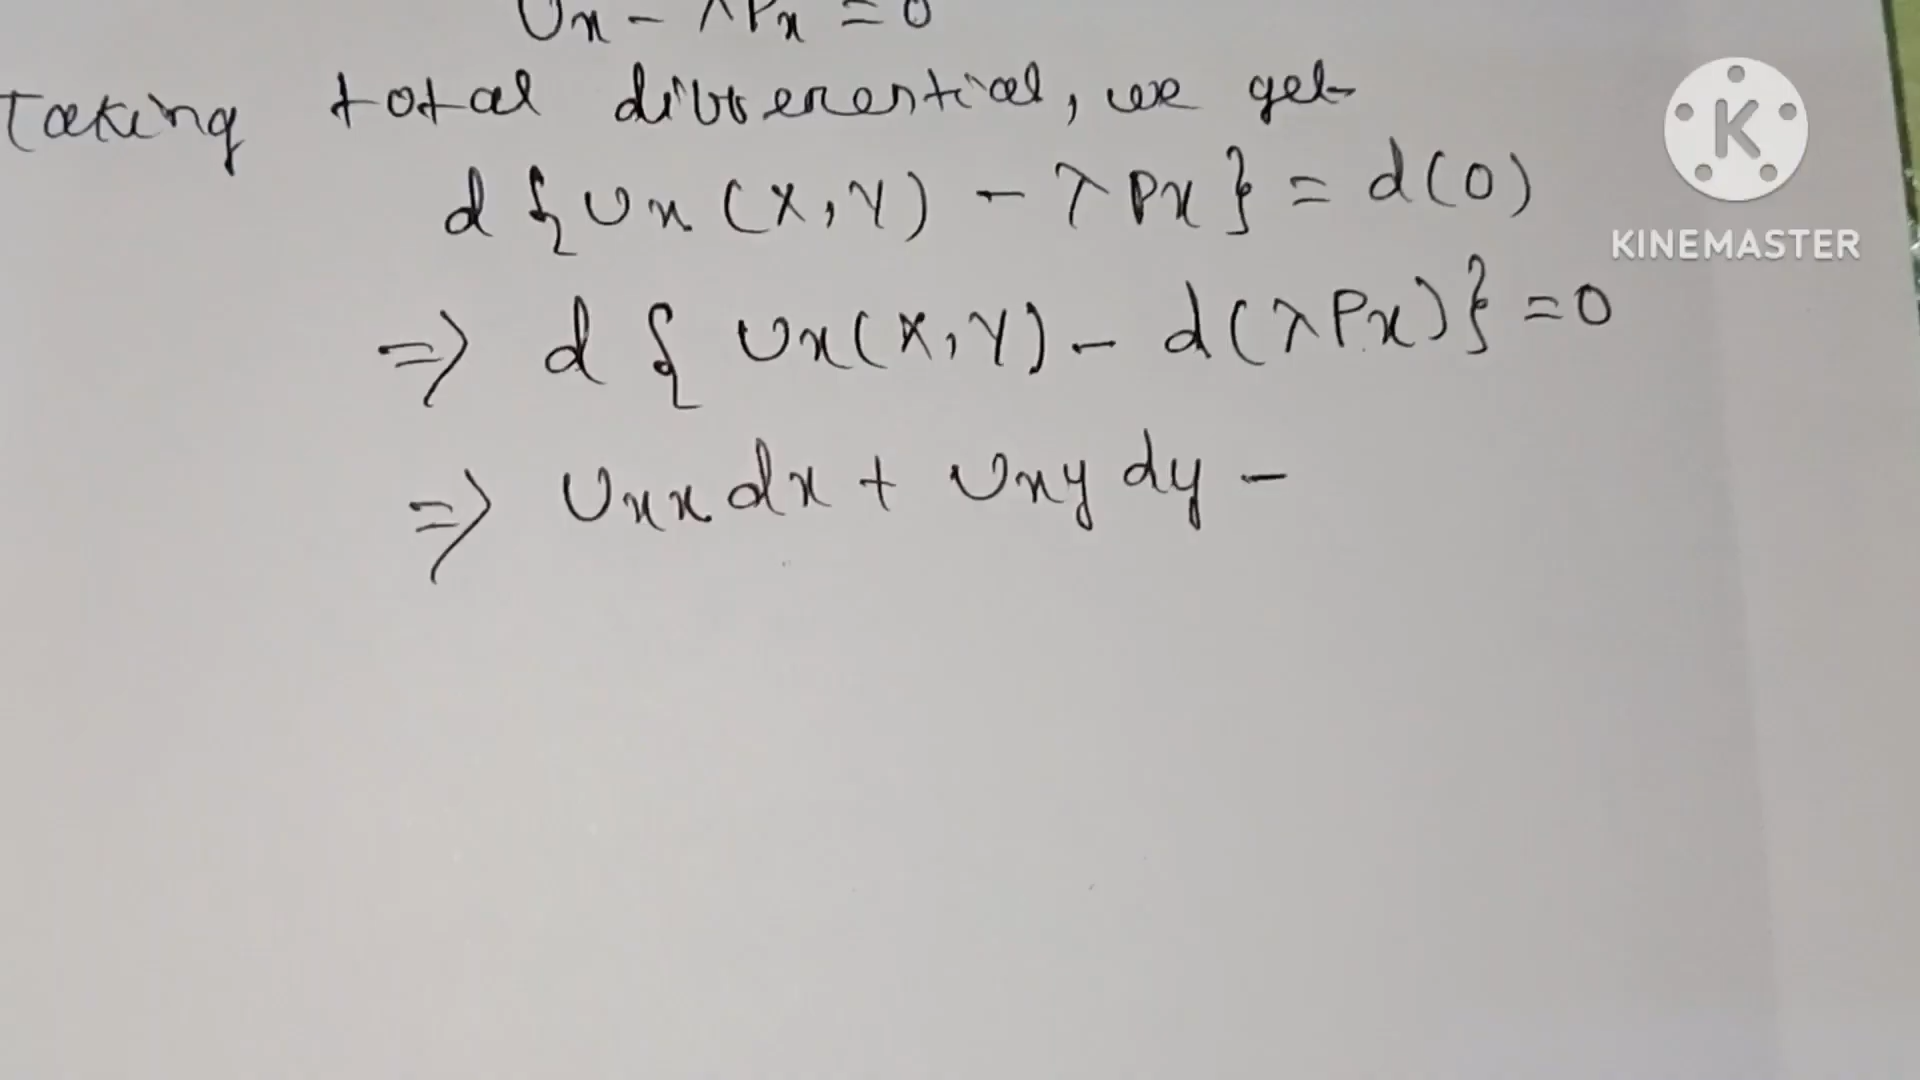 Ux - λPx = 0
Taking total differential, we get
d{Ux(X,Y) - λPx} = d(0)
K
KINEMASTER
=> d{Ux(X,Y) - d(λPx)} = 0
=> Uxx dx + Uxy dy -